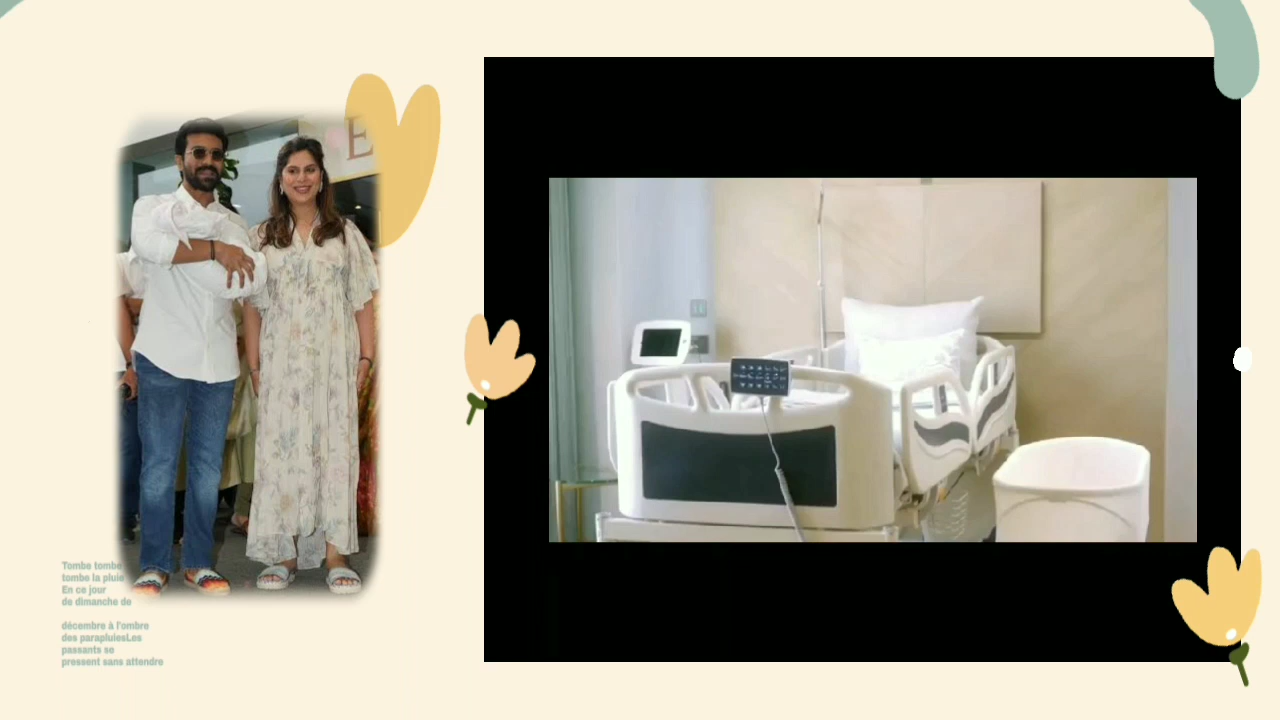 E
Tombe tombe
tombe la pluie
En ce jour
de dimanche de
décembre à l'ombre
des parapluiesLes
passants se
pressent sans attendre